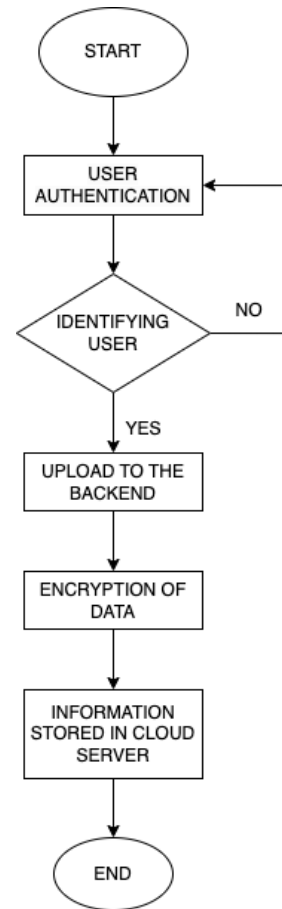 START
USER
AUTHENTICATION
IDENTIFYING
USER
NO
YES
UPLOAD TO THE
BACKEND
ENCRYPTION OF
DATA
INFORMATION
STORED IN CLOUD
SERVER
END